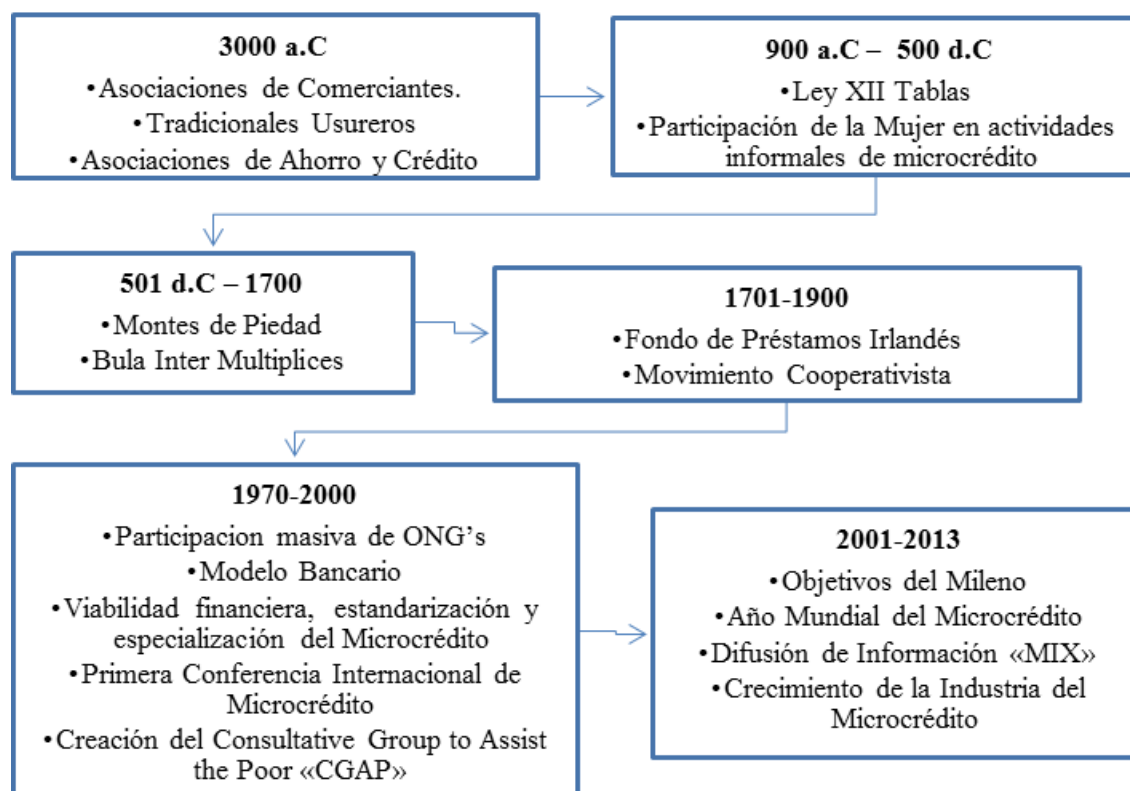 3000 a.C
•Asociaciones de Comerciantes.
•Tradicionales Usureros
•Asociaciones de Ahorro y Crédito
900 a.C – 500 d.C
•Ley XII Tablas
•Participación de la Mujer en actividades
informales de microcrédito
501 d.C – 1700
•Montes de Piedad
•Bula Inter Multiplices
1701-1900
•Fondo de Préstamos Irlandés
•Movimiento Cooperativista
1970-2000
•Participacion masiva de ONG’s
•Modelo Bancario
•Viabilidad financiera, estandarización y
especialización del Microcrédito
•Primera Conferencia Internacional de
Microcrédito
•Creación del Consultative Group to Assist
the Poor «CGAP»
2001-2013
•Objetivos del Mileno
•Año Mundial del Microcrédito
•Difusión de Información «MIX»
•Crecimiento de la Industria del
Microcrédito